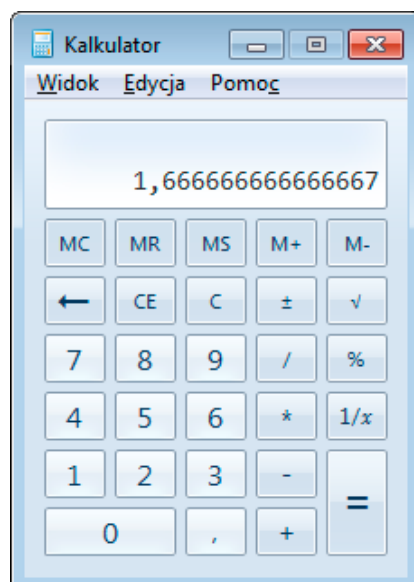 Kalkulator
Widok Edycja Pomoc
1,666666666666667
MC MR MS M+ M-
← CE C ± √
7 8 9 / %
4 5 6 * 1/x
1 2 3 - =
0 , +